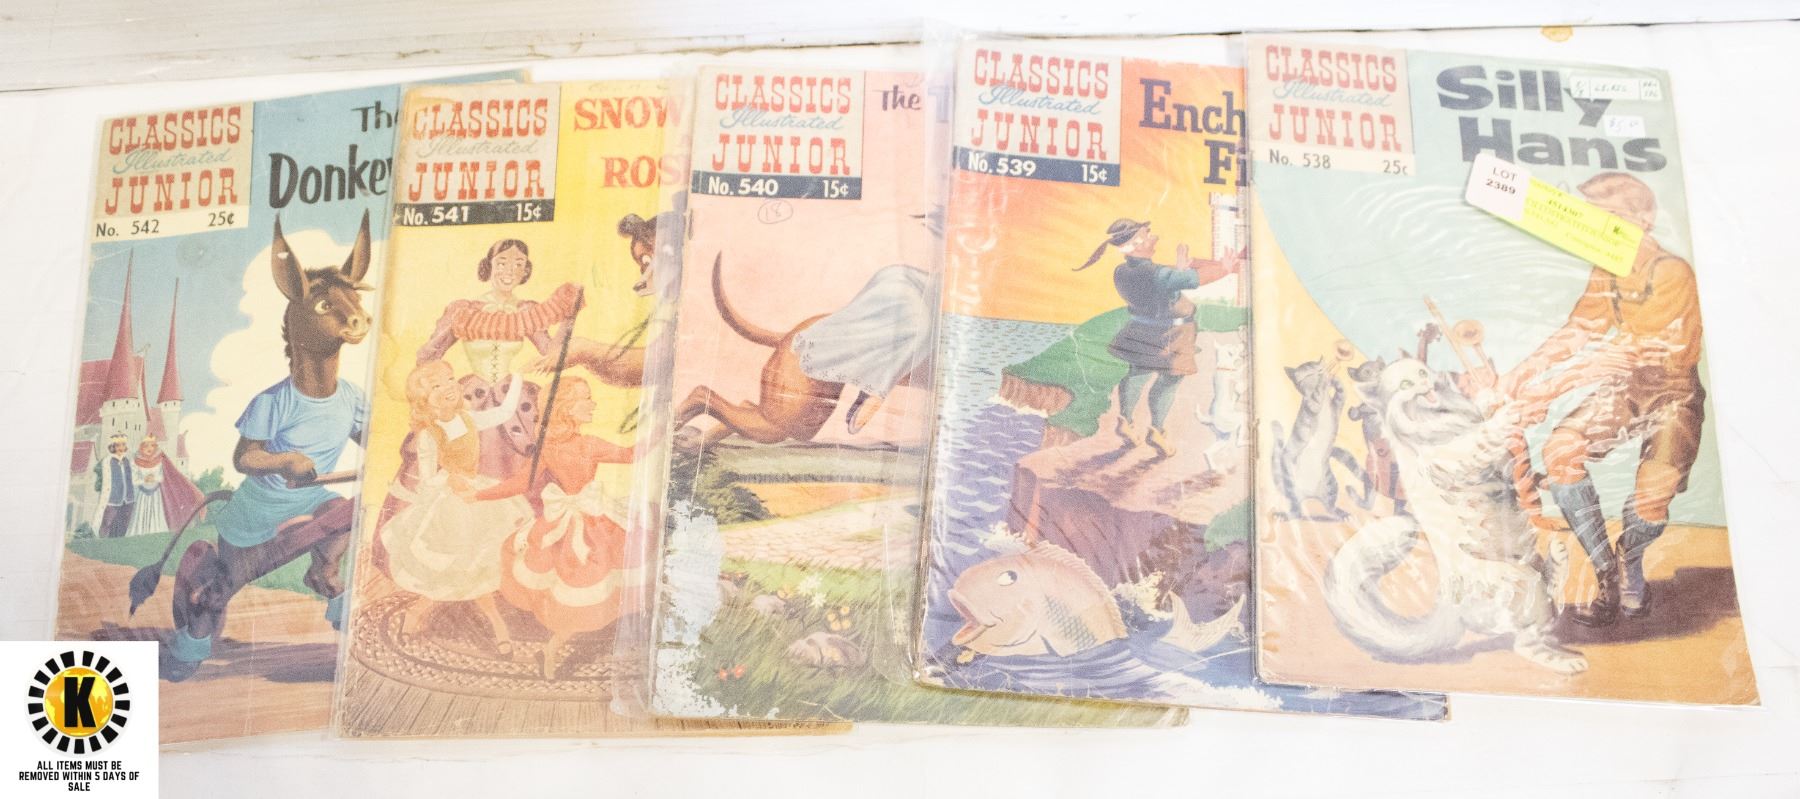 CLASSICS
Illustrated
JUNIOR
No. 542 25¢
The
Donkey
CLASSICS
Illustrated
JUNIOR
No. 541 15¢
SNOW
ROS
CLASSICS
Illustrated
JUNIOR
No. 540 15¢
The
18
CLASSICS
Illustrated
JUNIOR
No. 539 15¢
Ench
Fi
CLASSICS
Illustrated
JUNIOR
No. 538 25¢
Silly
Hans
LOT
2389
K
ALL ITEMS MUST BE
REMOVED WITHIN 5 DAYS OF
SALE